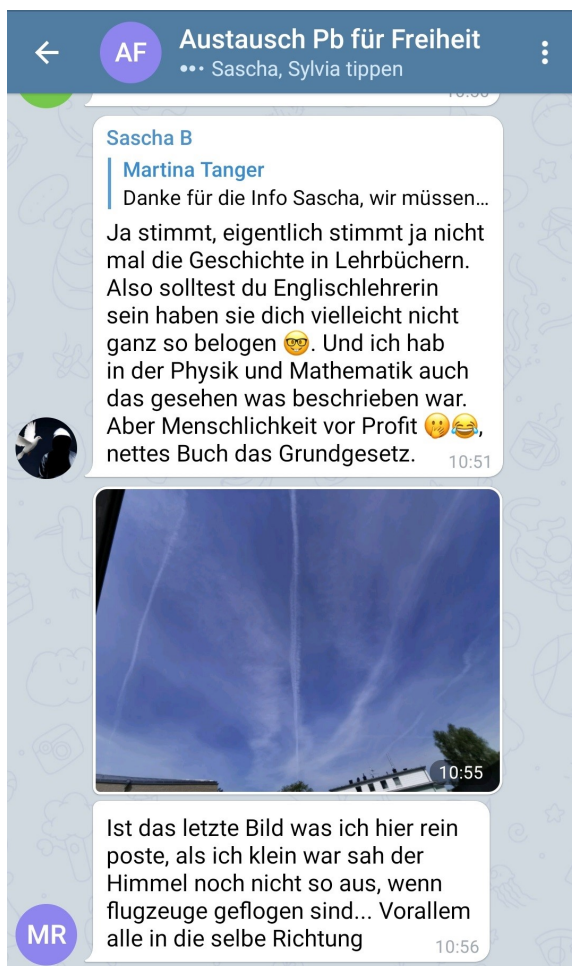 AF
Austausch Pb für Freiheit
Sascha, Sylvia tippen
Sascha B
Martina Tanger
Danke für die Info Sascha, wir müssen...
Ja stimmt, eigentlich stimmt ja nicht
mal die Geschichte in Lehrbüchern.
Also solltest du Englischlehrerin
sein haben sie dich vielleicht nicht
ganz so belogen 🤓. Und ich hab
in der Physik und Mathematik auch
das gesehen was beschrieben war.
Aber Menschlichkeit vor Profit 🤭😂,
nettes Buch das Grundgesetz.
10:51
10:55
Ist das letzte Bild was ich hier rein
poste, als ich klein war sah der
Himmel noch nicht so aus, wenn
flugzeuge geflogen sind... Vorallem
alle in die selbe Richtung
10:56
MR